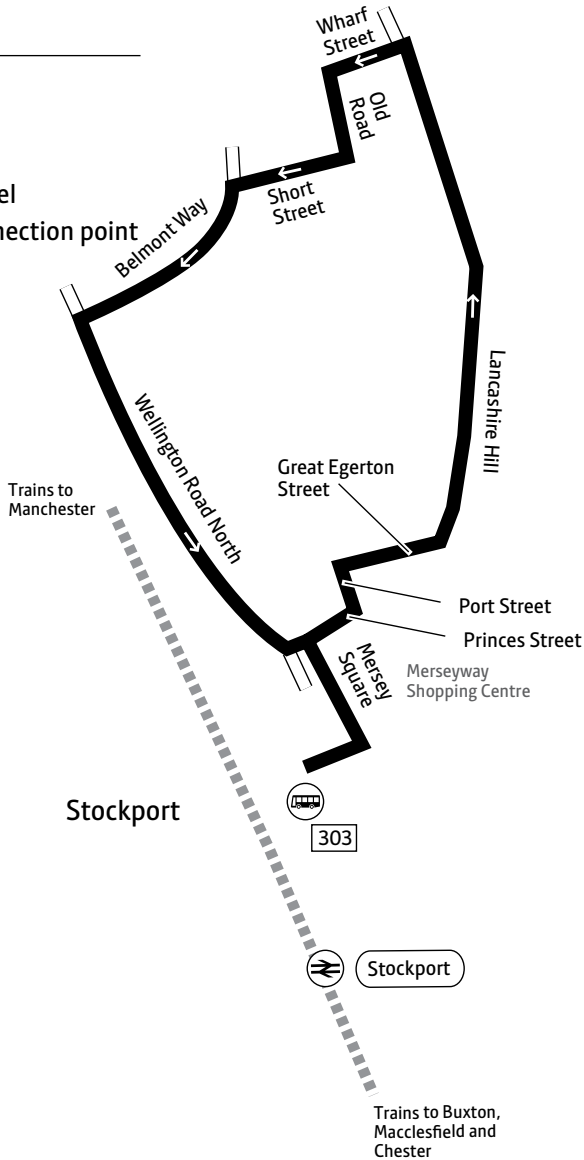 Wharf
Street
Old
Road
Short
Street
nection point
Belmont Way
Wellington Road North
Lancashire Hill
Great Egerton
Street
Trains to
Manchester
Port Street
Princes Street
Mersey
Square
Merseyway
Shopping Centre
Stockport
303
Stockport
Trains to Buxton,
Macclesfield and
Chester